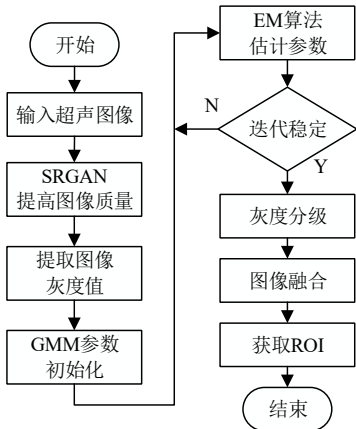 开始
输入超声图像
SRGAN
提高图像质量
提取图像
灰度值
GMM参数
初始化
EM算法
估计参数
N
迭代稳定
Y
灰度分级
图像融合
获取ROI
结束